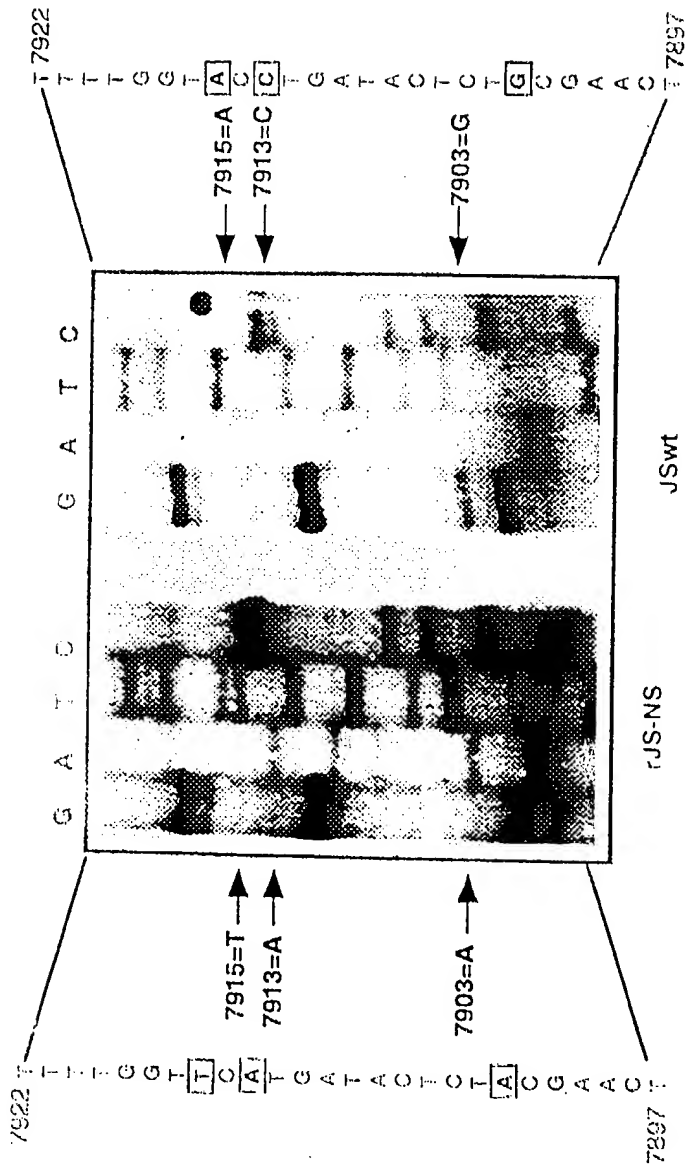 7922
T T T T G G T T C A T G A T A C T C T A C G A A C T
7897
7915=T
7913=A
7903=A
G A T C
rJS-NS
G A T C
JSwt
7915=A
7913=C
7903=G
7922
T T T T G G T A C C T G A T A C T C T G C G A A C T
7897